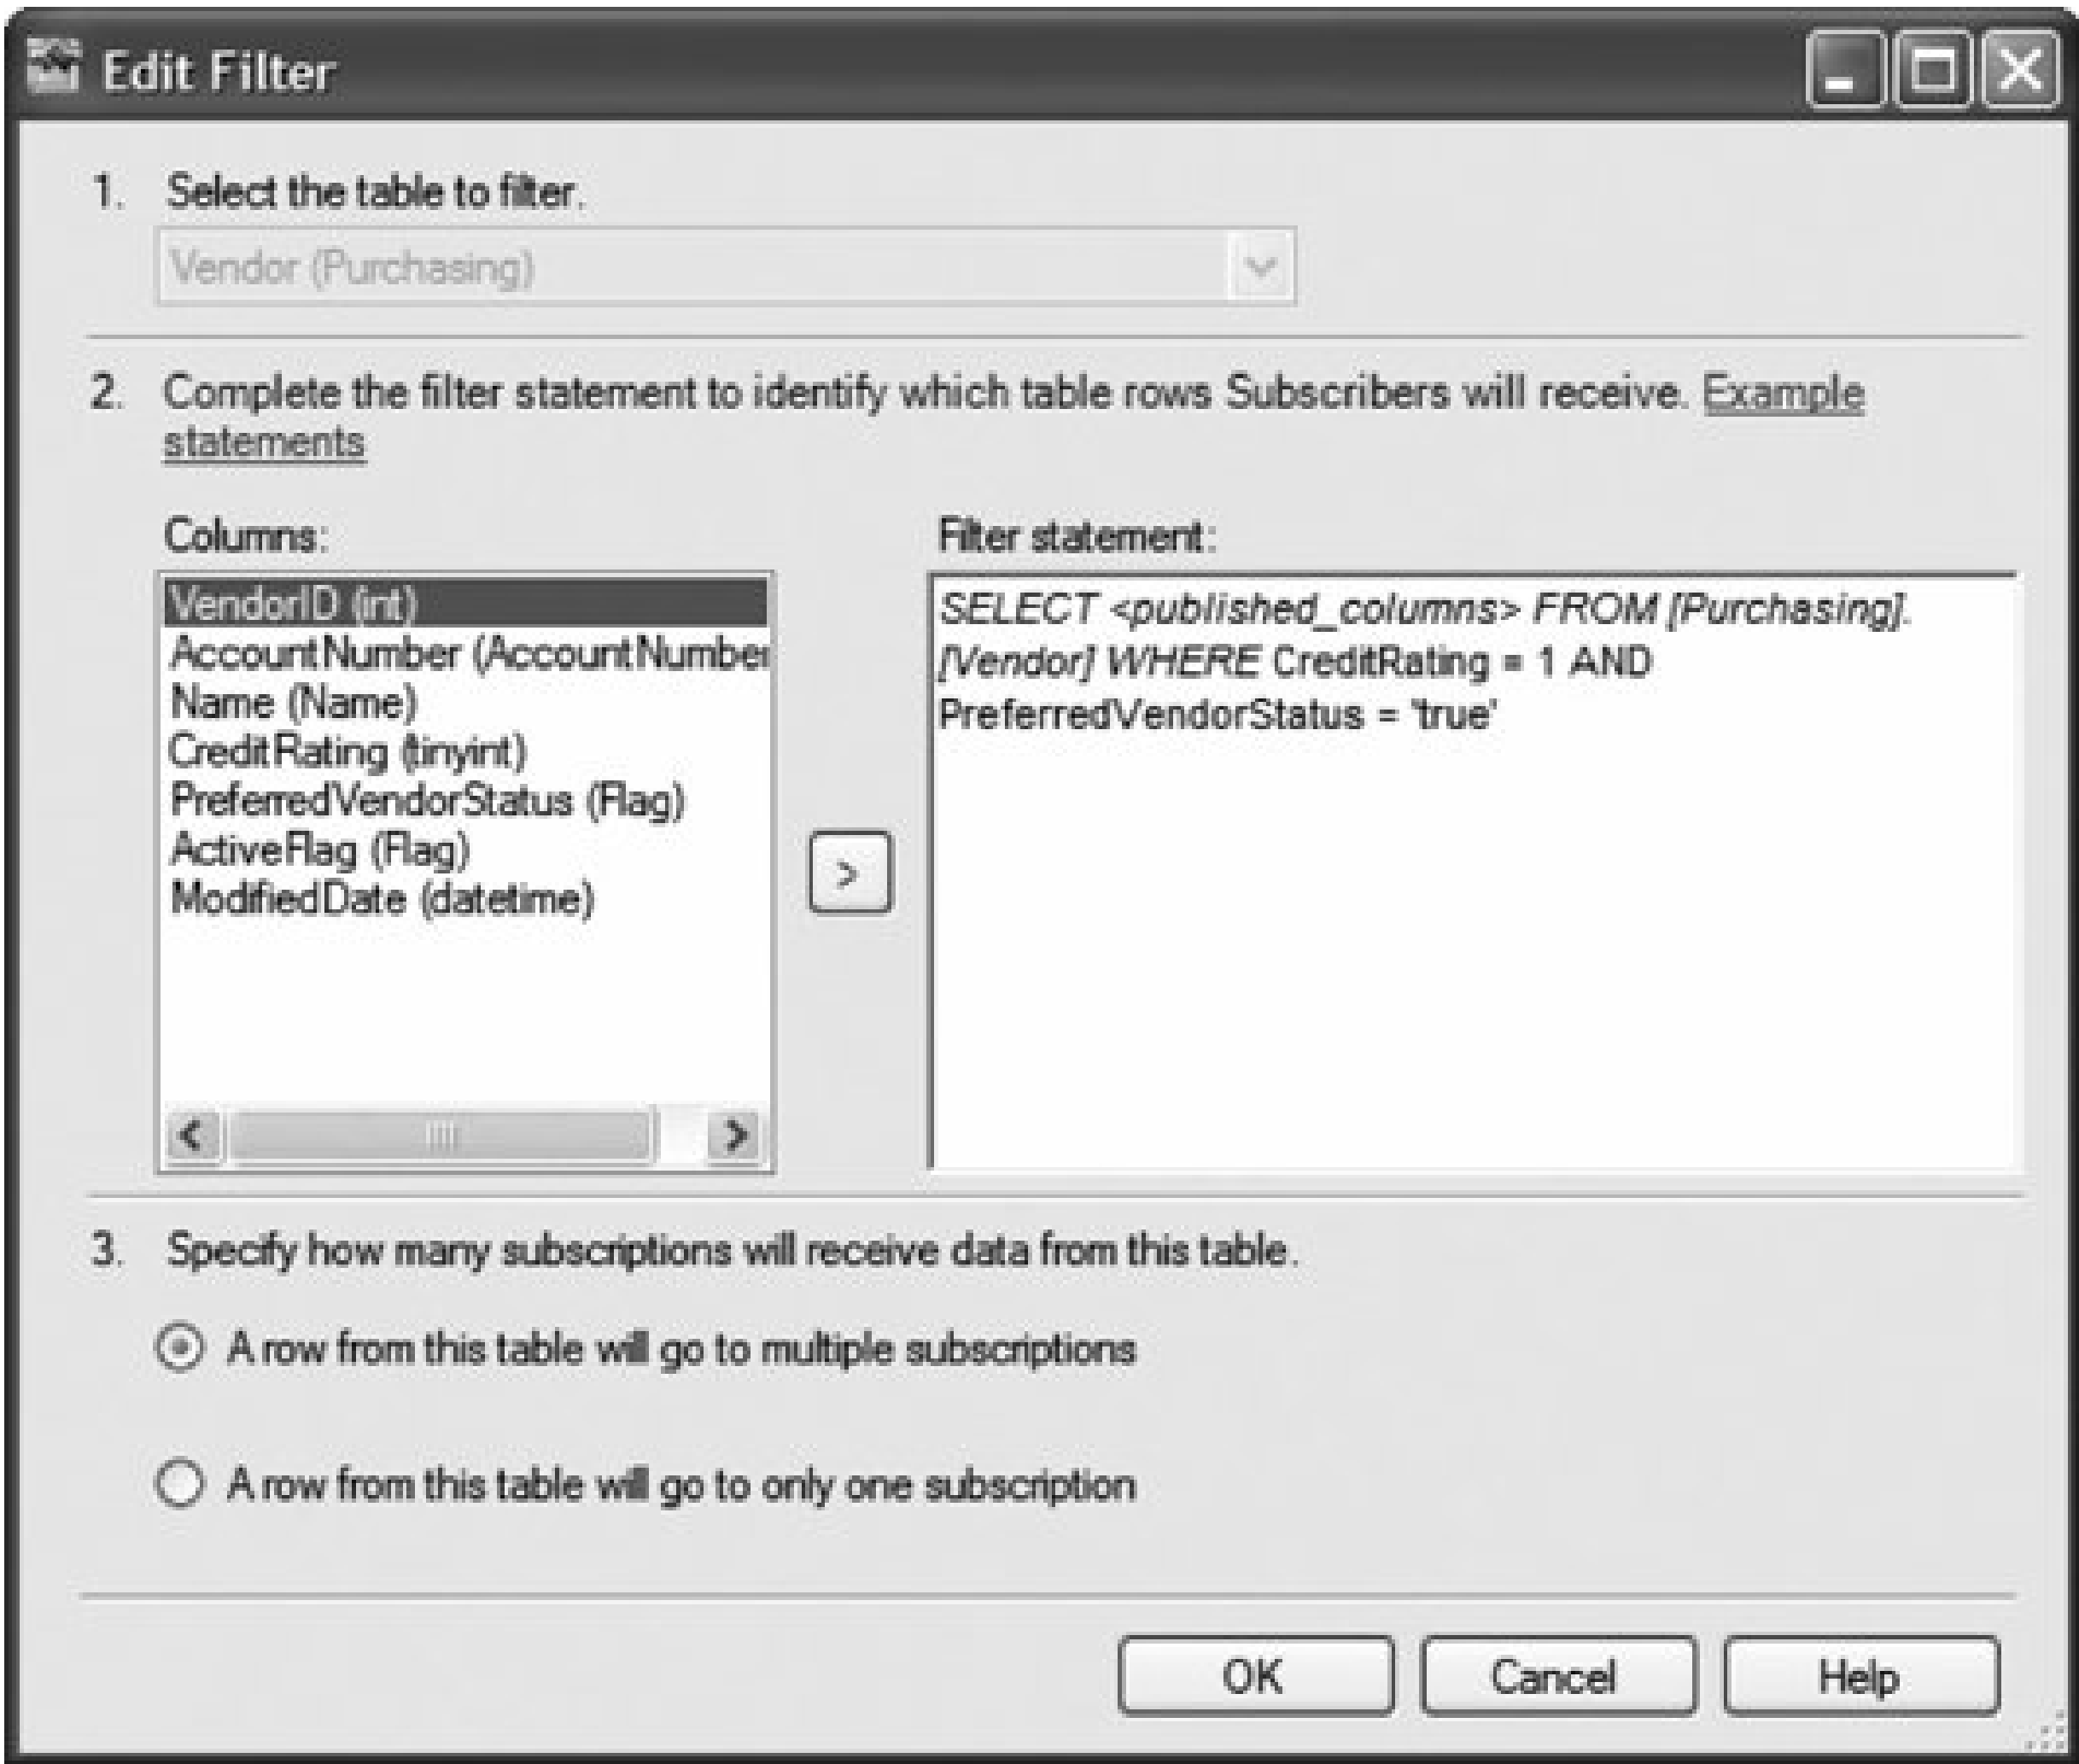 Edit Filter
1. Select the table to filter.
Vendor (Purchasing)
2. Complete the filter statement to identify which table rows Subscribers will receive. Example
statements
Columns:
VendorID (int)
AccountNumber (AccountNumber
Name (Name)
CreditRating (tinyint)
PreferredVendorStatus (Flag)
ActiveFlag (Flag)
ModifiedDate (datetime)
>
Filter statement:
SELECT <published_columns> FROM [Purchasing].
[Vendor] WHERE CreditRating = 1 AND
PreferredVendorStatus = 'true'
3. Specify how many subscriptions will receive data from this table.
A row from this table will go to multiple subscriptions
A row from this table will go to only one subscription
OK Cancel Help